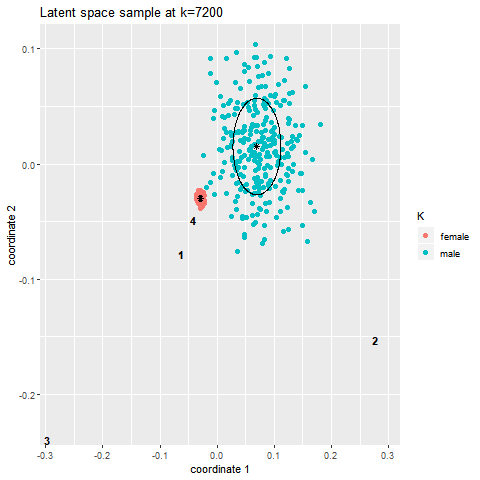 Latent space sample at k=7200
0.1
0.0
-0.1
-0.2
coordinate 2
4
1
2
3
-0.3
-0.2
-0.1
0.0
0.1
0.2
0.3
coordinate 1
K
female
male